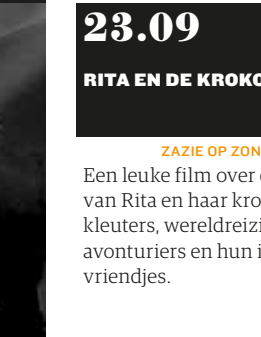 23.09
RITA EN DE
ZAZIE OP
Een leuke film over
van Rita en haar
kleuters,
avonturiers en hun
vriendjes.